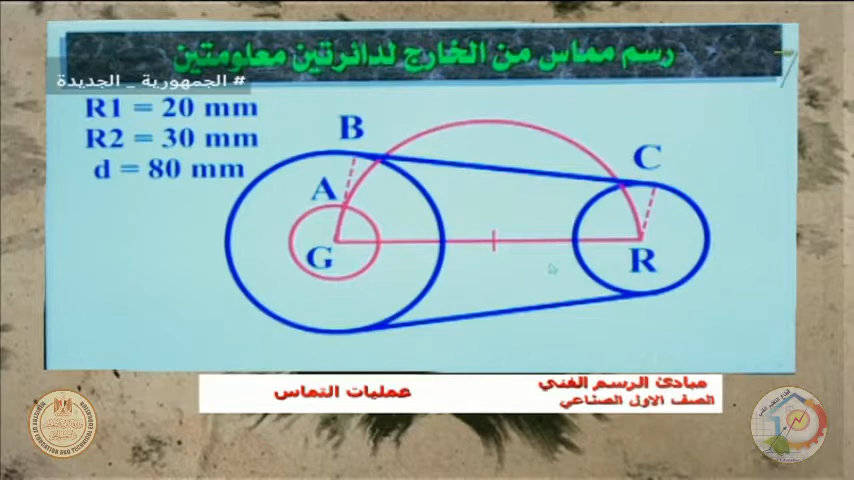 رسم مماس من الخارج لدائرتين معلومتين
# الجمهورية _ الجديدة
7
R1 = 20 mm
R2 = 30 mm
d = 80 mm
B
C
A
G
R
مبادئ الرسم الفني
الصف الاول الصناعي
عمليات التماس